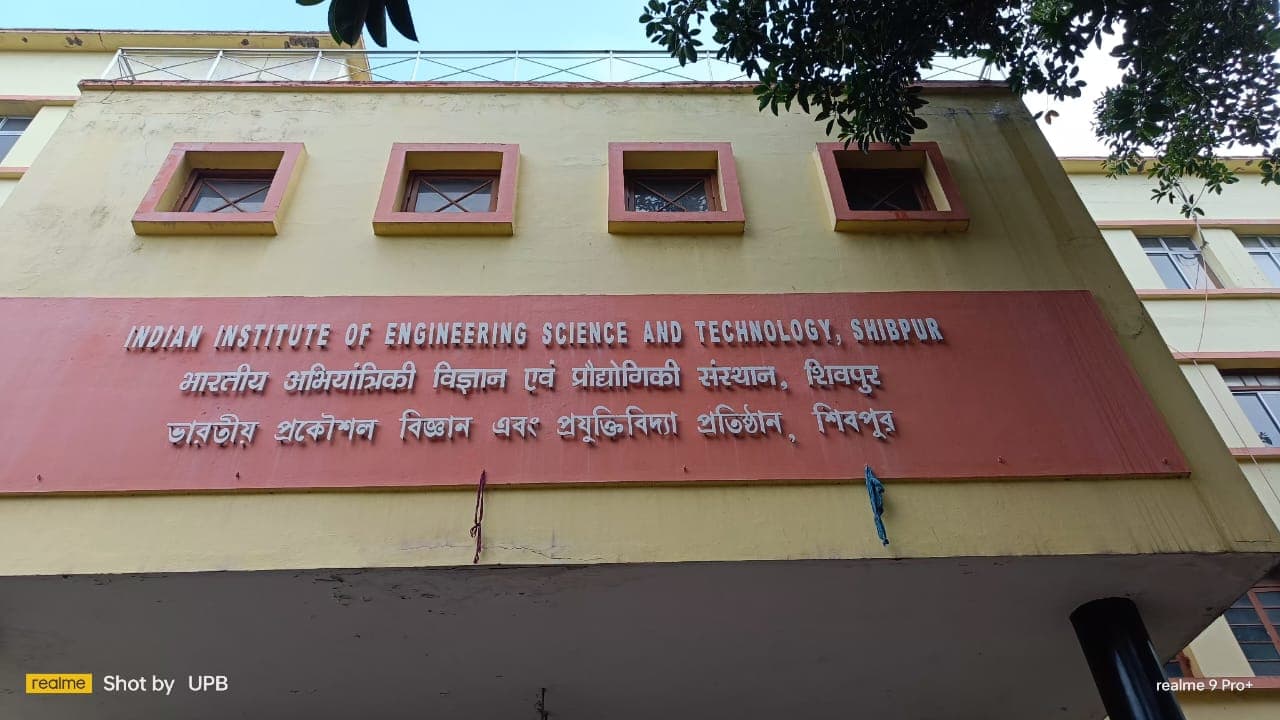 INDIAN INSTITUTE OF ENGINEERING SCIENCE AND TECHNOLOGY, SHIBPUR
भारतीय अभियांत्रिकी विज्ञान एवं प्रौद्योगिकी संस्थान, शिवपुर
ভারতীয় প্রকৌশল বিজ্ঞান এবং প্রযুক্তিবিদ্যা প্রতিষ্ঠান, শিবপুর
realme Shot by UPB
realme 9 Pro+